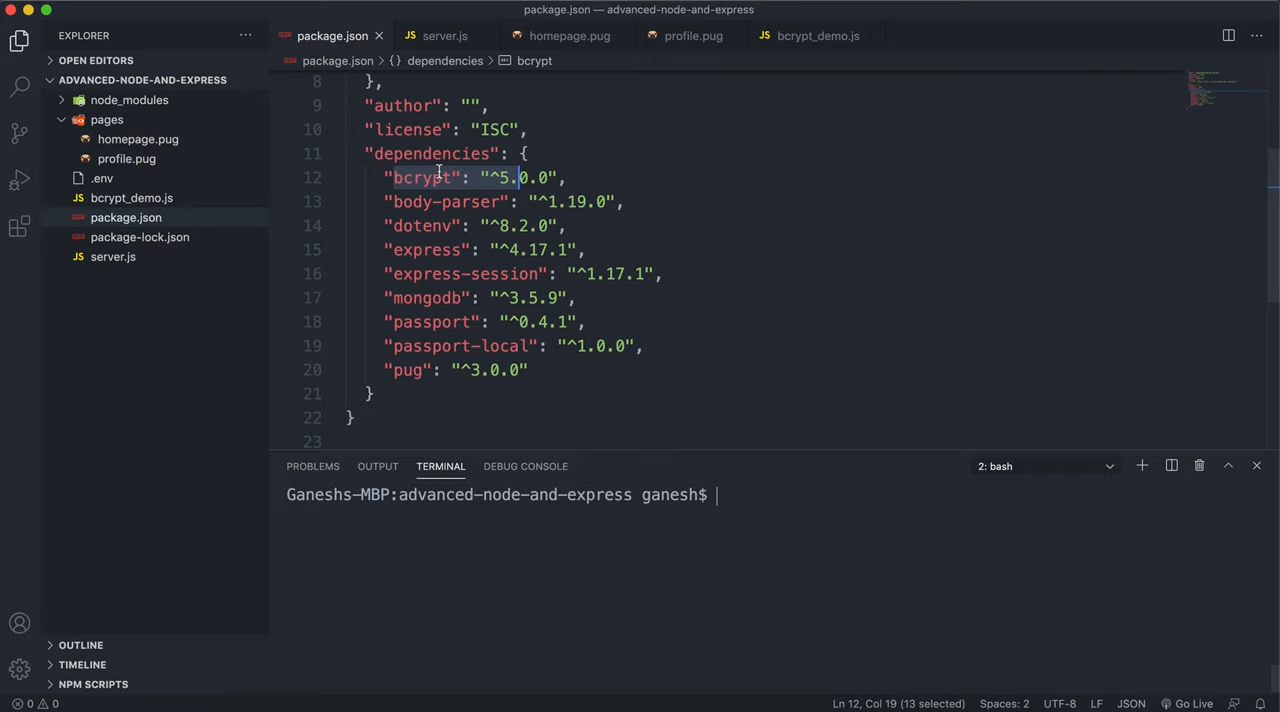 package.json — advanced-node-and-express
EXPLORER
package.json
server.js
homepage.pug
profile.pug
bcrypt_demo.js
OPEN EDITORS
package.json > {} dependencies > bcrypt
ADVANCED-NODE-AND-EXPRESS
node_modules
pages
homepage.pug
profile.pug
.env
JS bcrypt_demo.js
package.json
package-lock.json
JS server.js
8 },
9 "author": "",
10 "license": "ISC",
11 "dependencies": {
12 "bcrypt": "^5.0.0",
13 "body-parser": "^1.19.0",
14 "dotenv": "^8.2.0",
15 "express": "^4.17.1",
16 "express-session": "^1.17.1",
17 "mongodb": "^3.5.9",
18 "passport": "^0.4.1",
19 "passport-local": "^1.0.0",
20 "pug": "^3.0.0"
21 }
22 }
23
PROBLEMS OUTPUT TERMINAL DEBUG CONSOLE 2: bash
Ganeshs-MBP:advanced-node-and-express ganesh$
OUTLINE
TIMELINE
NPM SCRIPTS
0 0 Ln 12, Col 19 (13 selected) Spaces: 2 UTF-8 LF JSON Go Live